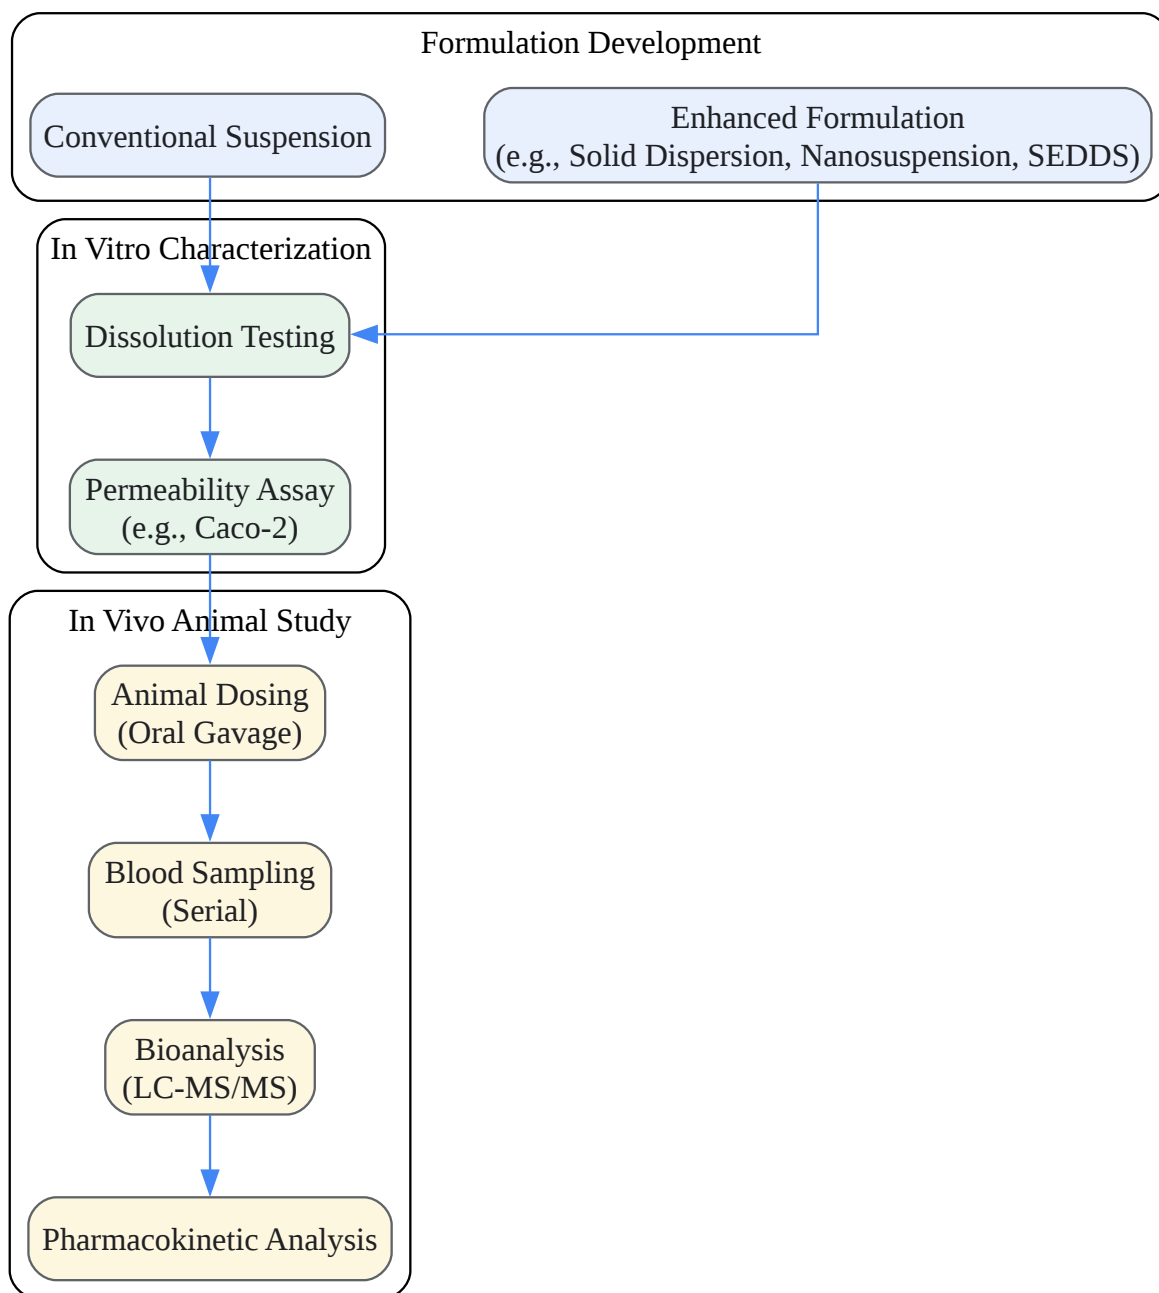 Formulation Development
Conventional Suspension
Enhanced Formulation
(e.g., Solid Dispersion, Nanosuspension, SEDDS)
In Vitro Characterization
Dissolution Testing
Permeability Assay
(e.g., Caco-2)
In Vivo Animal Study
Animal Dosing
(Oral Gavage)
Blood Sampling
(Serial)
Bioanalysis
(LC-MS/MS)
Pharmacokinetic Analysis